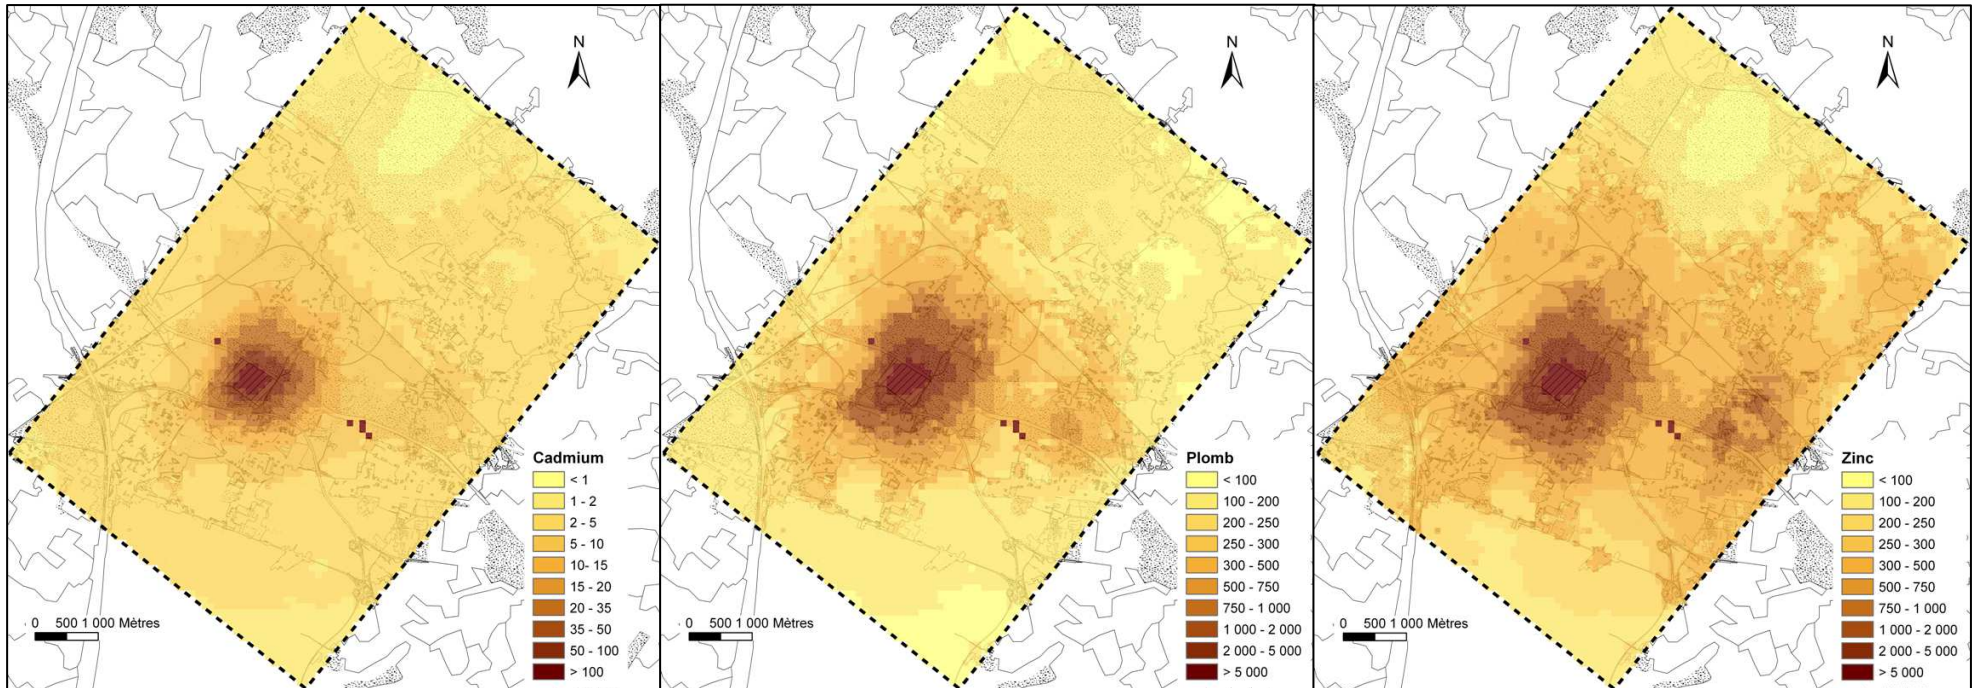 N
Cadmium
< 1
1 - 2
2 - 5
5 - 10
10 - 15
15 - 20
20 - 35
35 - 50
50 - 100
> 100
0 500 1 000 Mètres
N
Plomb
< 100
100 - 200
200 - 250
250 - 300
300 - 500
500 - 750
750 - 1 000
1 000 - 2 000
2 000 - 5 000
> 5 000
0 500 1 000 Mètres
N
Zinc
< 100
100 - 200
200 - 250
250 - 300
300 - 500
500 - 750
750 - 1 000
1 000 - 2 000
2 000 - 5 000
> 5 000
0 500 1 000 Mètres